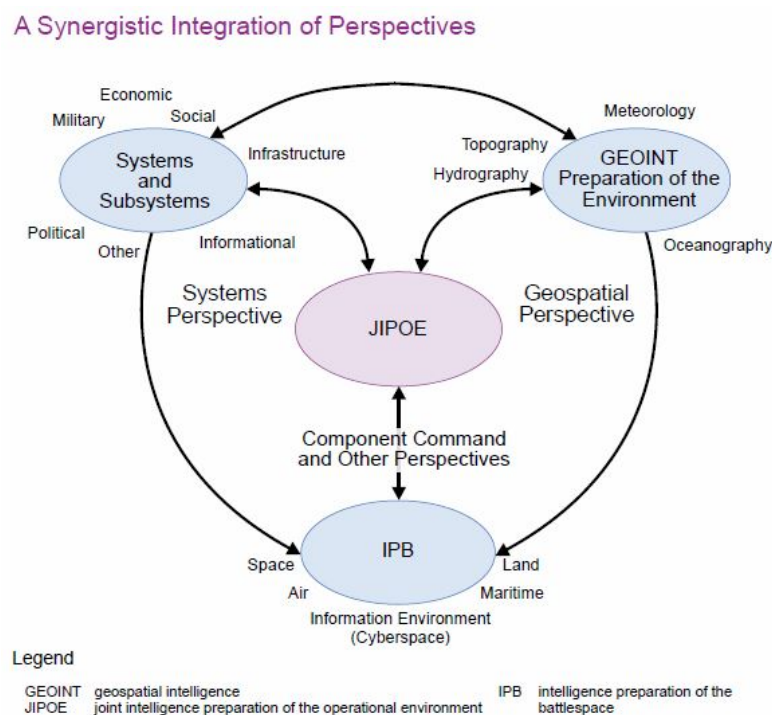 A Synergistic Integration of Perspectives
Economic
Military
Social
Meteorology
Systems
and
Subsystems
Infrastructure
Topography
Hydrography
GEOINT
Preparation of the
Environment
Political
Other
Informational
Oceanography
Systems
Perspective
JIPOE
Geospatial
Perspective
Component Command
and Other Perspectives
Space
IPB
Land
Air
Maritime
Information Environment
(Cyberspace)
Legend
GEOINT geospatial intelligence
JIPOE joint intelligence preparation of the operational environment
IPB intelligence preparation of the
battlespace